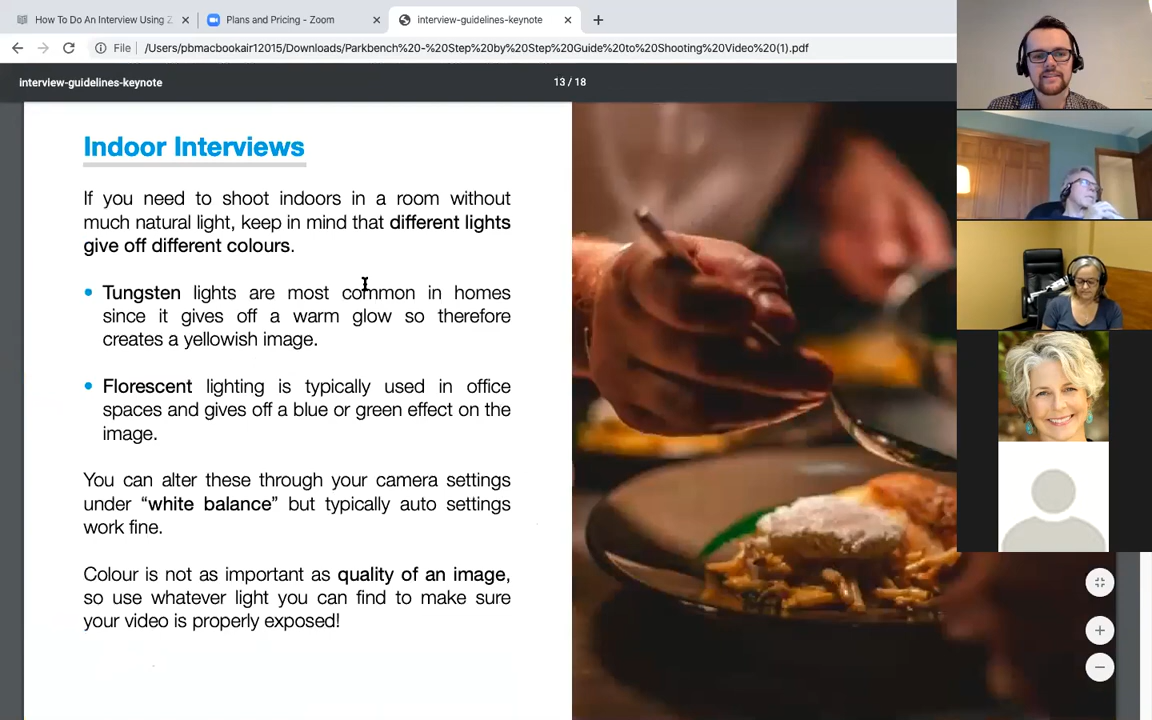 How To Do An Interview Using Z
Plans and Pricing - Zoom
interview-guidelines-keynote
File
/Users/pbmacbookair12015/Downloads/Parkbench%20-%20Step%20by%20Step%20Guide%20to%20Shooting%20Video%20(1).pdf
interview-guidelines-keynote
13 / 18
Indoor Interviews
If you need to shoot indoors in a room without
much natural light, keep in mind that different lights
give off different colours.
• Tungsten lights are most common in homes
since it gives off a warm glow so therefore
creates a yellowish image.
• Florescent lighting is typically used in office
spaces and gives off a blue or green effect on the
image.
You can alter these through your camera settings
under “white balance” but typically auto settings
work fine.
Colour is not as important as quality of an image,
so use whatever light you can find to make sure
your video is properly exposed!